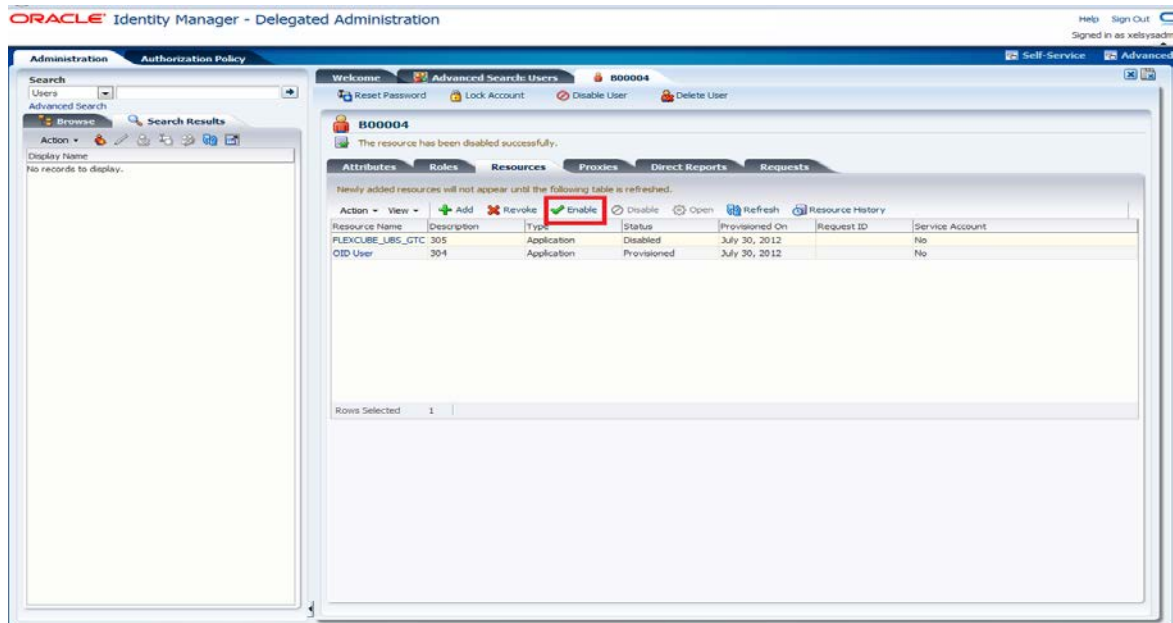 ORACLE Identity Manager - Delegated Administration
Help Sign Out
Signed in as xelsysadm
Administration Authorization Policy
Self-Service Advanced
Search
Users
Advanced Search
Browse Search Results
Action
Display Name
No records to display.
Welcome Advanced Search: Users B00004
Reset Password Lock Account Disable User Delete User
B00004
The resource has been disabled successfully.
Attributes Roles Resources Proxies Direct Reports Requests
Newly added resources will not appear until the following table is refreshed.
Action View Add Revoke Enable Disable Open Refresh Resource History
Resource Name Description Type Status Provisioned On Request ID Service Account
FLEXCUBE_UBS_GTC 305 Application Disabled July 30, 2012 No
OID User 304 Application Provisioned July 30, 2012 No
Rows Selected 1